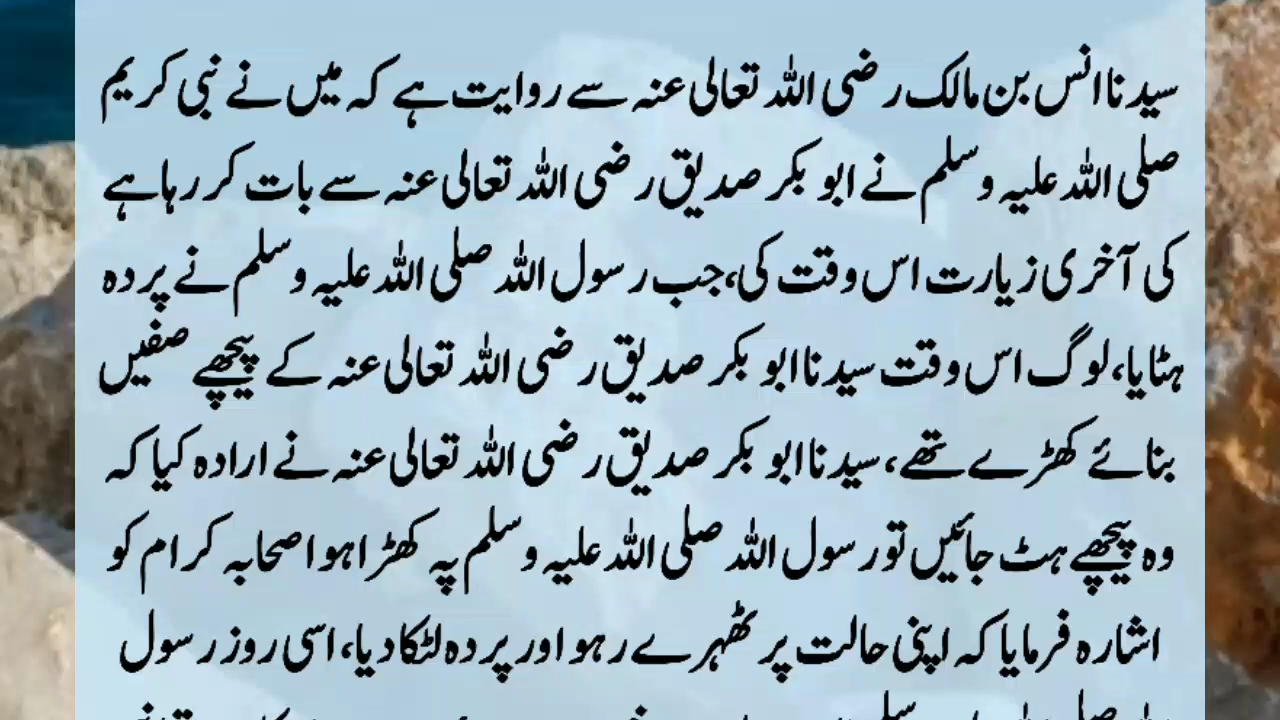 سیدنا انس بن مالک رضی اللہ تعالی عنہ سے روایت ہے کہ میں نے نبی کریم
صلی اللہ علیہ وسلم نے ابو بکر صدیق رضی اللہ تعالی عنہ سے بات کر رہا ہے
کی آخری زیارت اس وقت کی، جب رسول اللہ صلی اللہ علیہ وسلم نے پردہ
ہٹایا، لوگ اس وقت سیدنا ابو بکر صدیق رضی اللہ تعالی عنہ کے پیچھے صفیں
بنائے کھڑے تھے، سیدنا ابو بکر صدیق رضی اللہ تعالی عنہ نے ارادہ کیا کہ
وہ پیچھے ہٹ جائیں تو رسول اللہ صلی اللہ علیہ وسلم پہ کھڑا ہوا صحابہ کرام کو
اشارہ فرمایا کہ اپنی حالت پر ٹھہرے رہو اور پردہ لٹکا دیا، اسی روز رسول